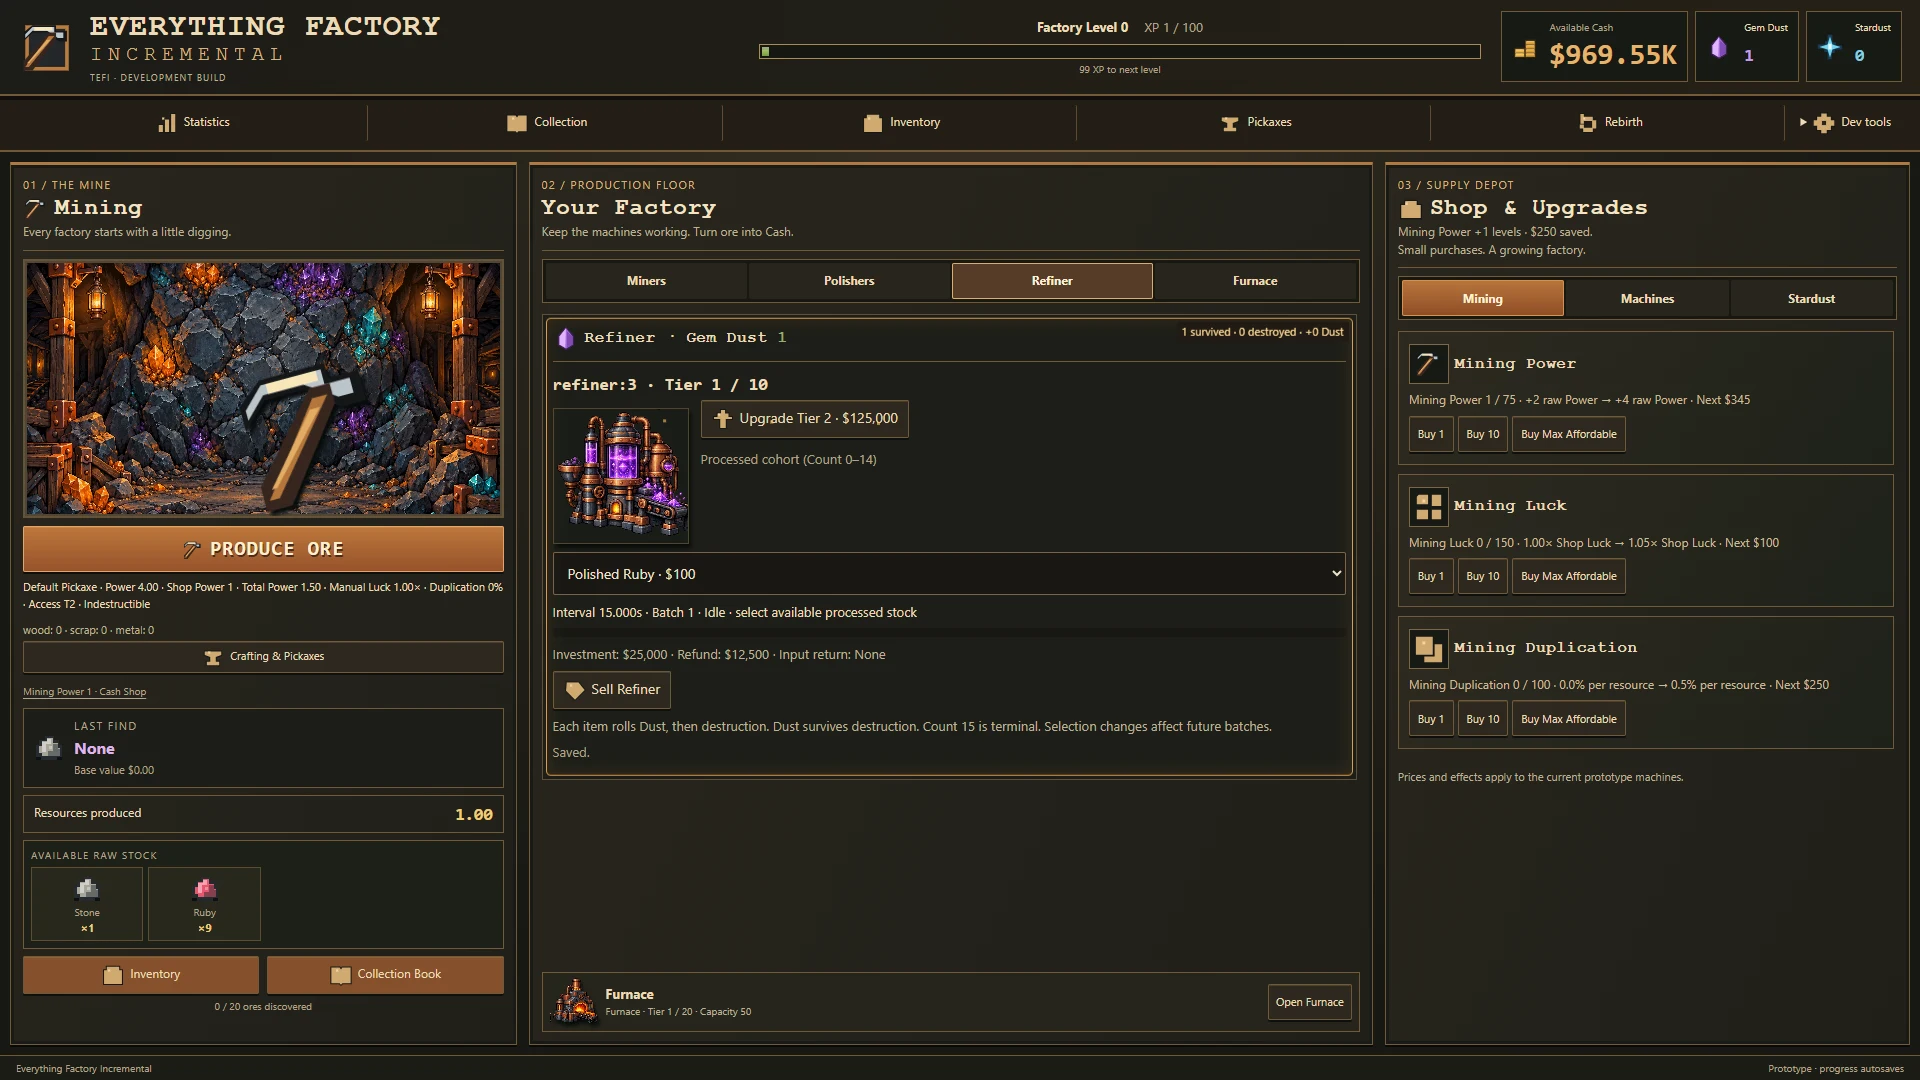 EVERYTHING FACTORY
INCREMENTAL
TEFI · DEVELOPMENT BUILD
Factory Level 0 XP 1 / 100
99 XP to next level
Available Cash
$969.55K
Gem Dust
1
Stardust
0
Statistics
Collection
Inventory
Pickaxes
Rebirth
Dev tools
01 / THE MINE
Mining
Every factory starts with a little digging.
PRODUCE ORE
Default Pickaxe · Power 4.00 · Shop Power 1 · Total Power 1.50 · Manual Luck 1.00× · Duplication 0%
· Access T2 · Indestructible
wood: 0 · scrap: 0 · metal: 0
Crafting & Pickaxes
Mining Power 1 · Cash Shop
LAST FIND
None
Base value $0.00
Resources produced 1.00
AVAILABLE RAW STOCK
Stone
×1
Ruby
×9
Inventory
Collection Book
0 / 20 ores discovered
02 / PRODUCTION FLOOR
Your Factory
Keep the machines working. Turn ore into Cash.
Miners
Polishers
Refiner
Furnace
Refiner · Gem Dust 1
1 survived · 0 destroyed · +0 Dust
refiner:3 · Tier 1 / 10
Upgrade Tier 2 · $125,000
Processed cohort (Count 0–14)
Polished Ruby · $100
Interval 15.000s · Batch 1 · Idle · select available processed stock
Investment: $25,000 · Refund: $12,500 · Input return: None
Sell Refiner
Each item rolls Dust, then destruction. Dust survives destruction. Count 15 is terminal. Selection changes affect future batches.
Saved.
Furnace
Furnace · Tier 1 / 20 · Capacity 50
Open Furnace
03 / SUPPLY DEPOT
Shop & Upgrades
Mining Power +1 levels · $250 saved.
Small purchases. A growing factory.
Mining
Machines
Stardust
Mining Power
Mining Power 1 / 75 · +2 raw Power → +4 raw Power · Next $345
Buy 1
Buy 10
Buy Max Affordable
Mining Luck
Mining Luck 0 / 150 · 1.00× Shop Luck → 1.05× Shop Luck · Next $100
Buy 1
Buy 10
Buy Max Affordable
Mining Duplication
Mining Duplication 0 / 100 · 0.0% per resource → 0.5% per resource · Next $250
Buy 1
Buy 10
Buy Max Affordable
Prices and effects apply to the current prototype machines.
Everything Factory Incremental
Prototype · progress autosaves